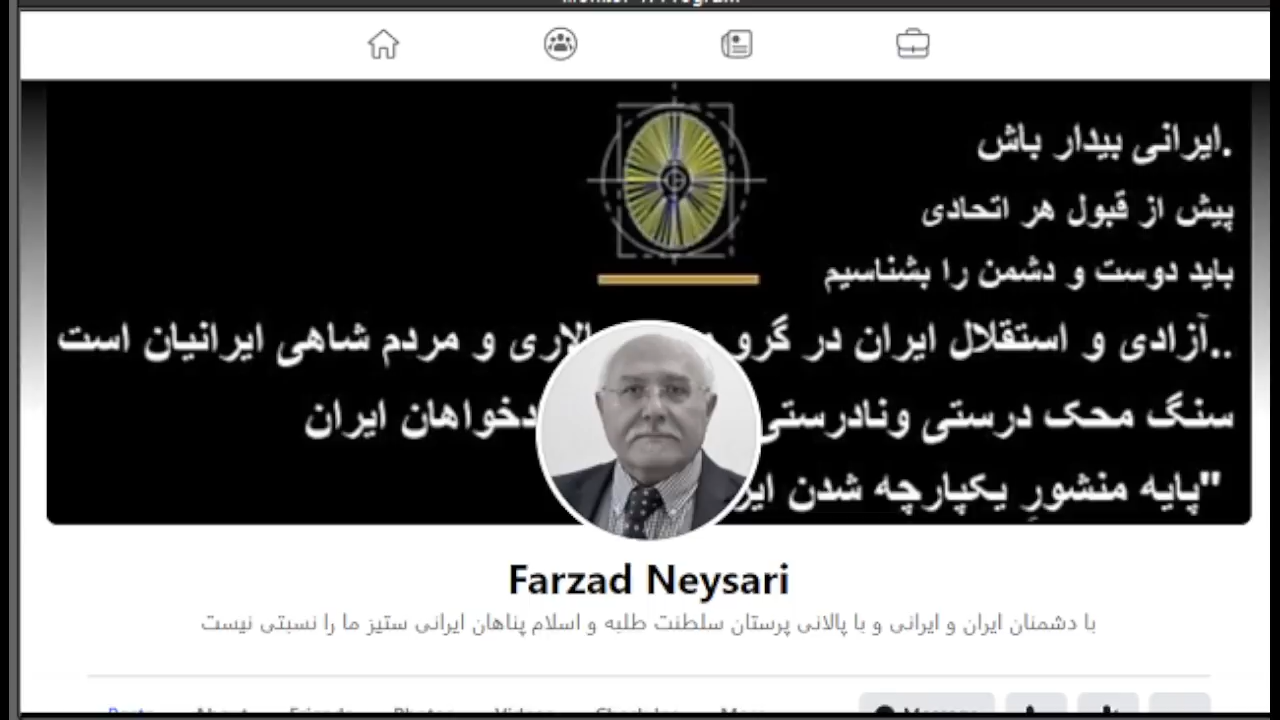 ایرانی بیدار باش.
پیش از قبول هر اتحادی
باید دوست و دشمن را بشناسیم
..آزادی و استقلال ایران در گرو و مردم شاهی ایرانیان است
سنگ محک درستی ونادرستی ایران
"پایه منشورِ یکپارچه شدن
Farzad Neysari
با دشمنان ایران و ایرانی و با پالانی پرستان سلطنت طلبه و اسلام پناهان ایرانی ستیز ما را نسبتی نیست